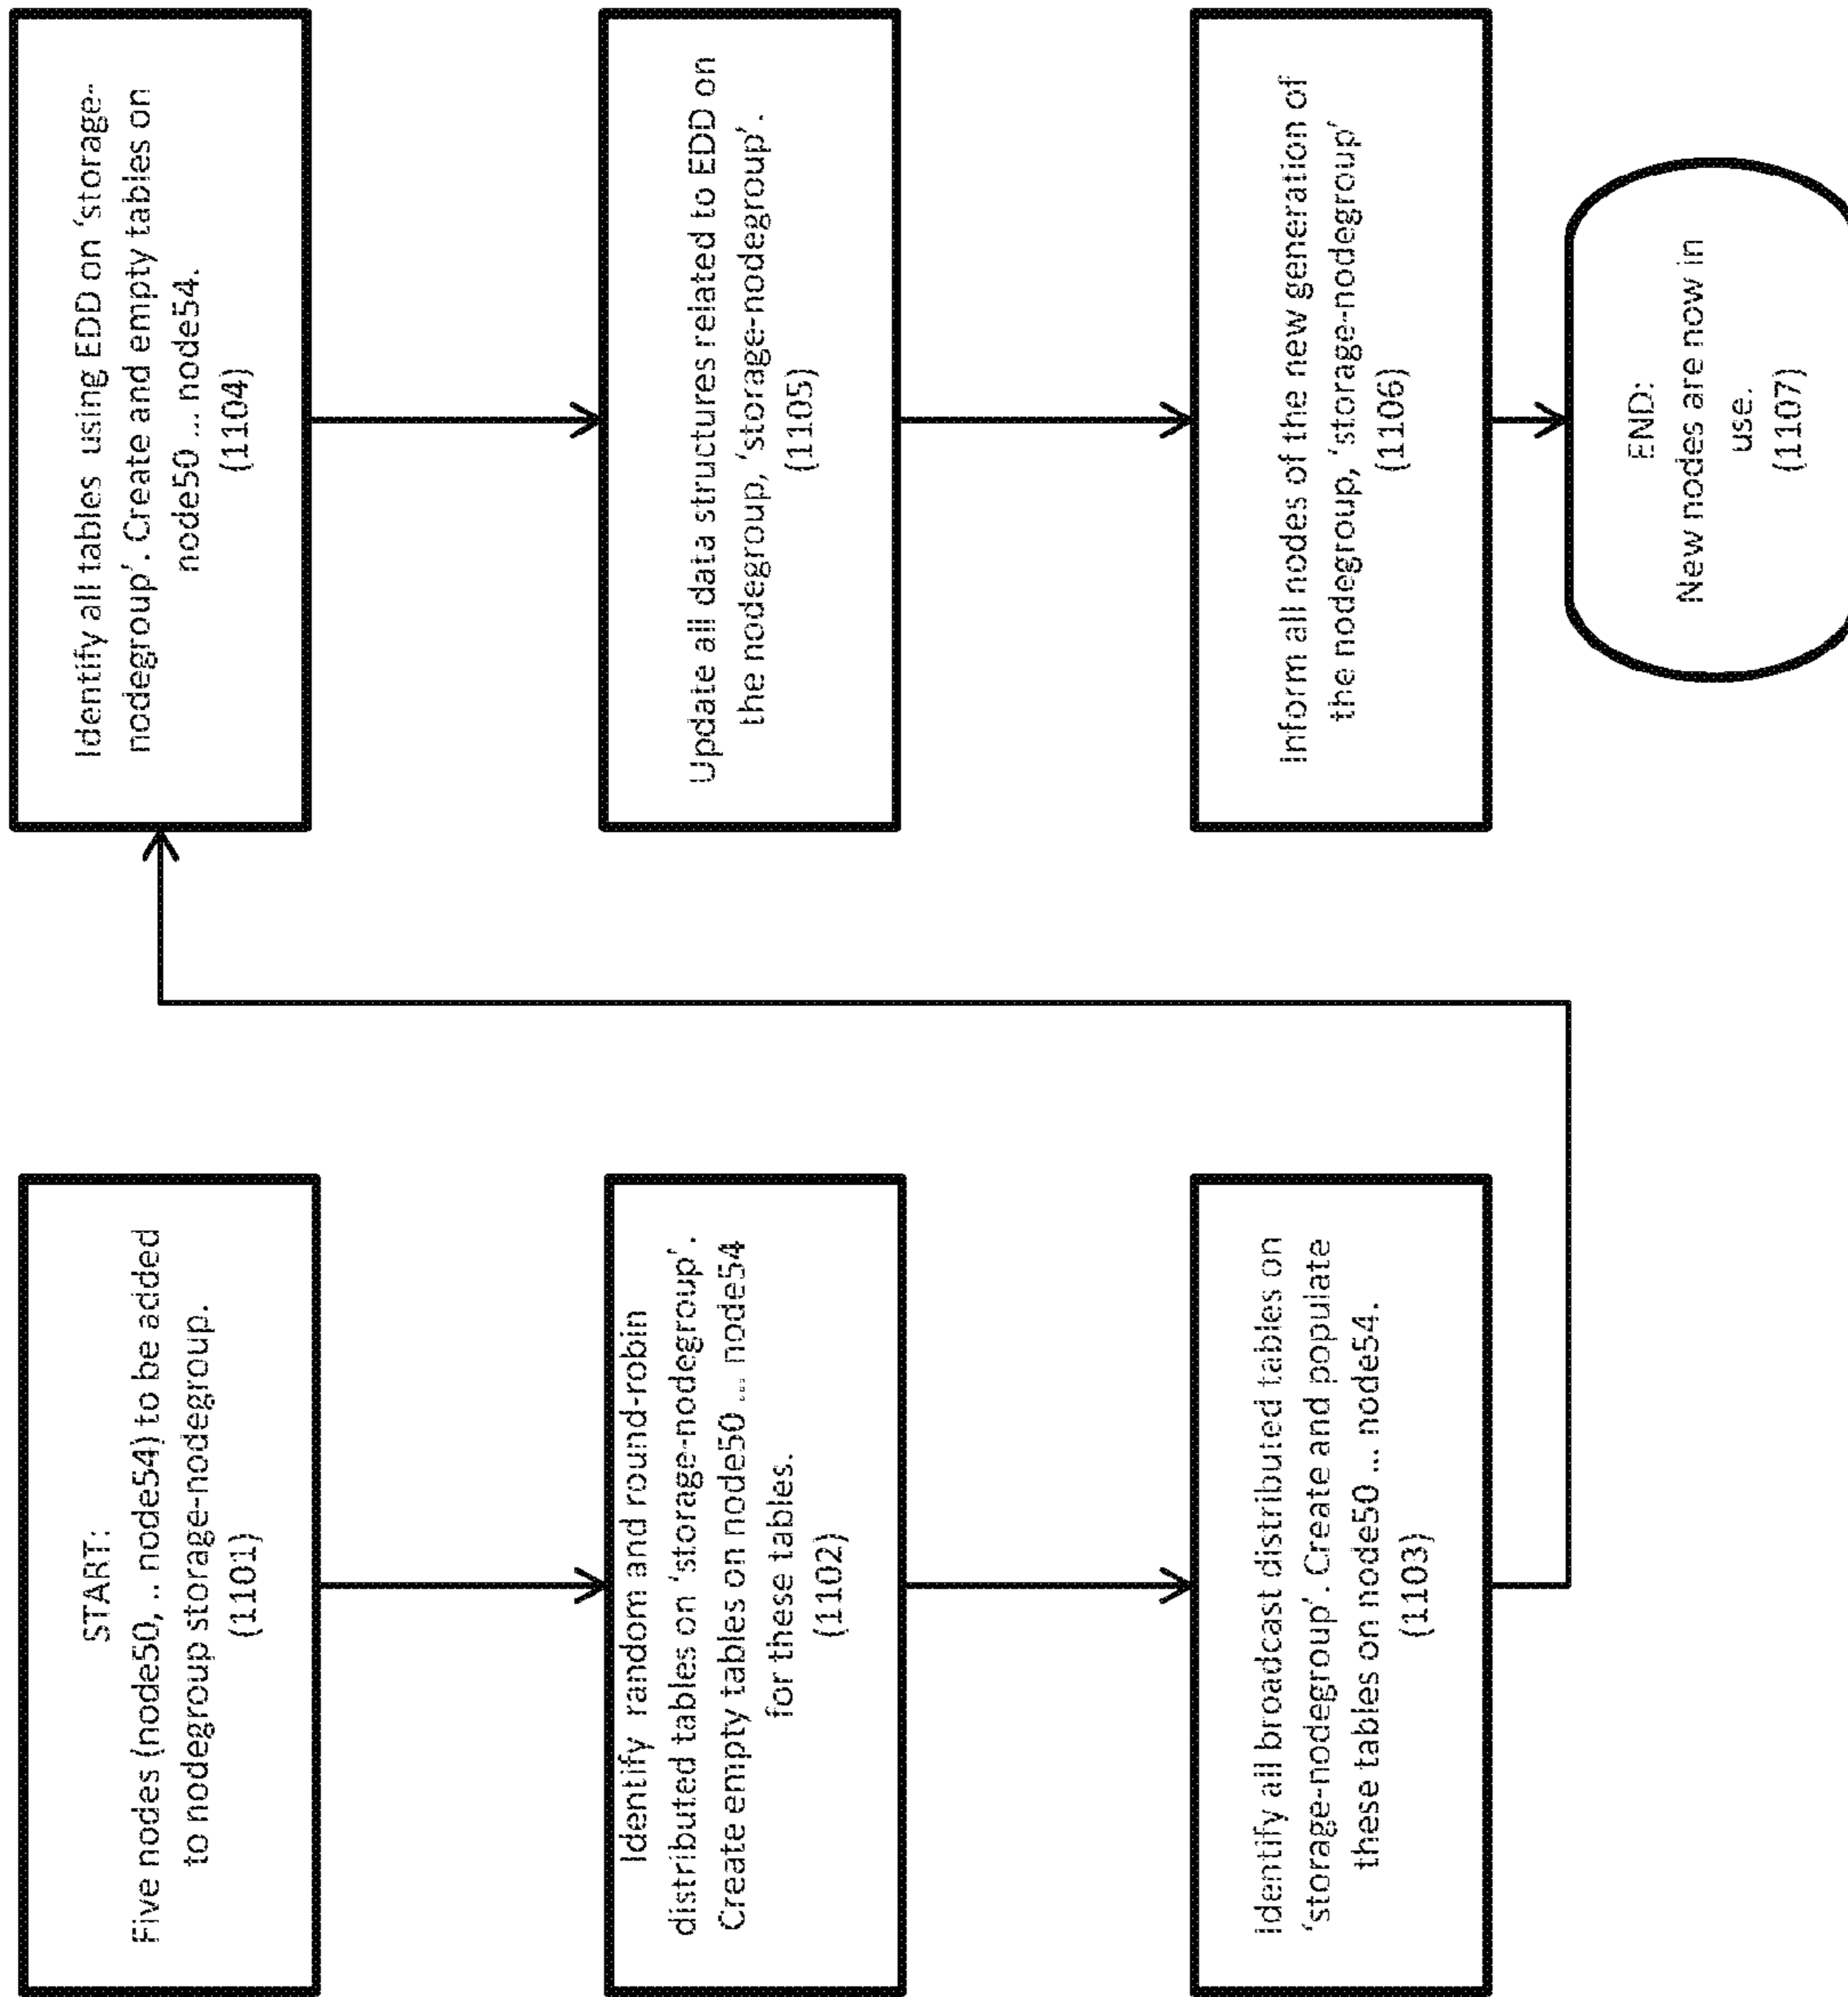 START:
Five nodes (node50, .. node54) to be added
to nodegroup storage-nodegroup.
(1101)
Identify random and round-robin
distributed tables on ‘storage-nodegroup’.
Create empty tables on node50 ... node54
for these tables.
(1102)
Identify all broadcast distributed tables on
‘storage-nodegroup’. Create and populate
these tables on node50 ... node54.
(1103)
Identify all tables using EDD on ‘storage-
nodegroup’. Create and empty tables on
node50 ... node54.
(1104)
Update all data structures related to EDD on
the nodegroup, ‘storage-nodegroup’.
(1105)
Inform all nodes of the new generation of
the nodegroup, ‘storage-nodegroup’
(1106)
END:
New nodes are now in
use.
(1107)